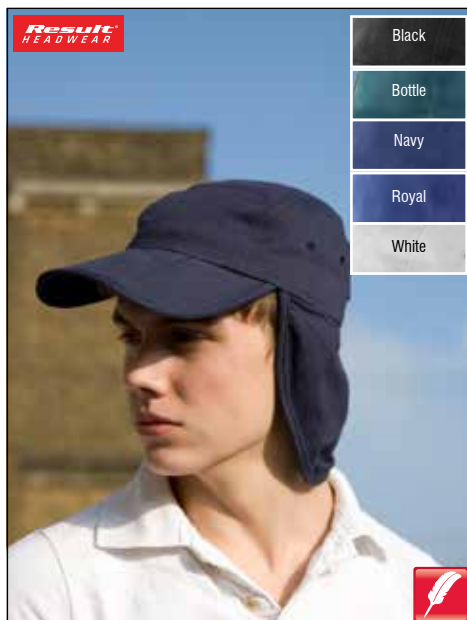 Result
HEADWEAR
Black
Bottle
Navy
Royal
White